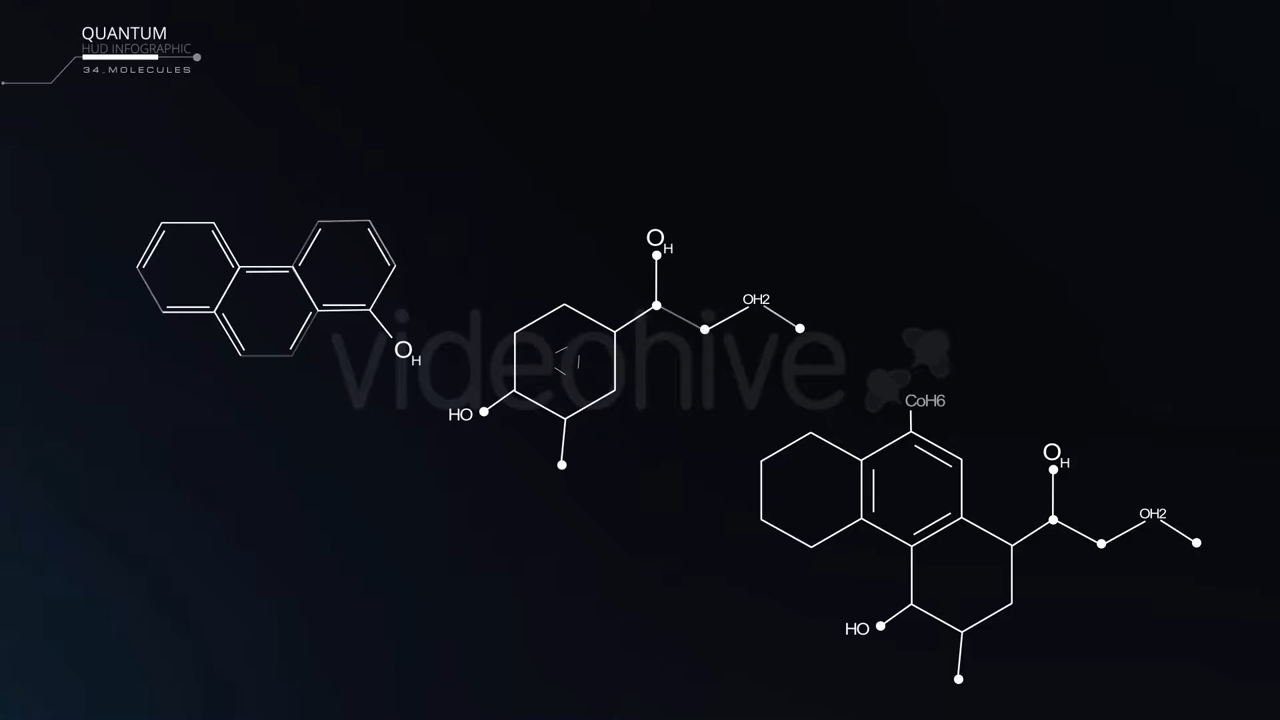 QUANTUM
HUD INFOGRAPHIC
34.MOLECULES
OH
OH
OH2
HO
videohive
CoH6
OH
OH2
HO